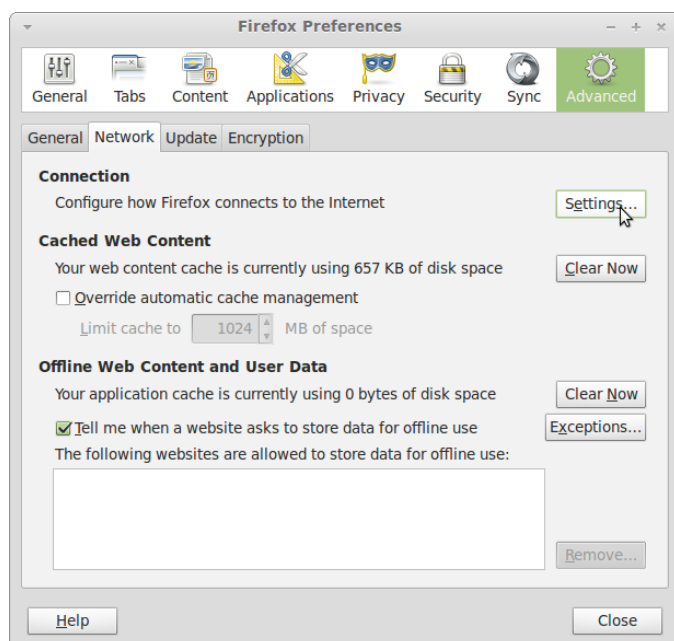 Firefox Preferences
General Tabs Content Applications Privacy Security Sync Advanced
General Network Update Encryption
Connection
Configure how Firefox connects to the Internet Settings...
Cached Web Content
Your web content cache is currently using 657 KB of disk space Clear Now
Override automatic cache management
Limit cache to 1024 MB of space
Offline Web Content and User Data
Your application cache is currently using 0 bytes of disk space Clear Now
Tell me when a website asks to store data for offline use Exceptions...
The following websites are allowed to store data for offline use:
Remove...
Help Close